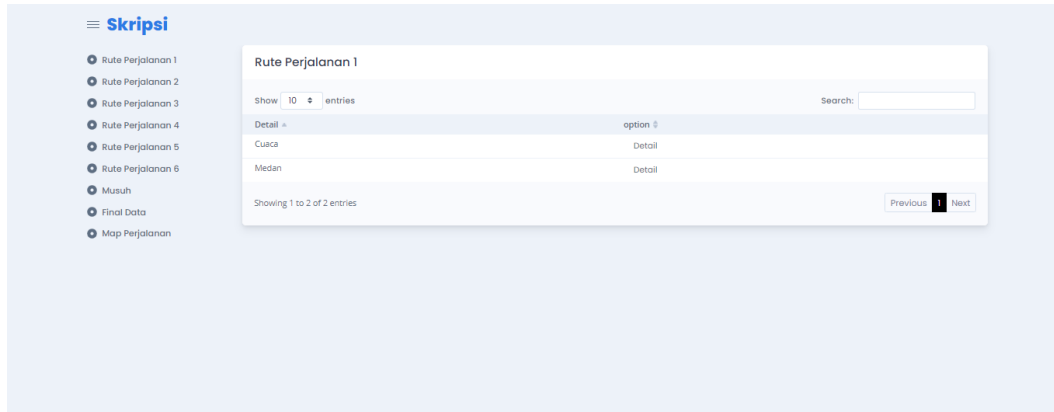 Skripsi
Rute Perjalanan 1
Rute Perjalanan 2
Rute Perjalanan 3
Rute Perjalanan 4
Rute Perjalanan 5
Rute Perjalanan 6
Musuh
Final Data
Map Perjalanan
Rute Perjalanan 1
Show 10 entries Search:
Detail option
Cuaca Detail
Medan Detail
Showing 1 to 2 of 2 entries Previous 1 Next